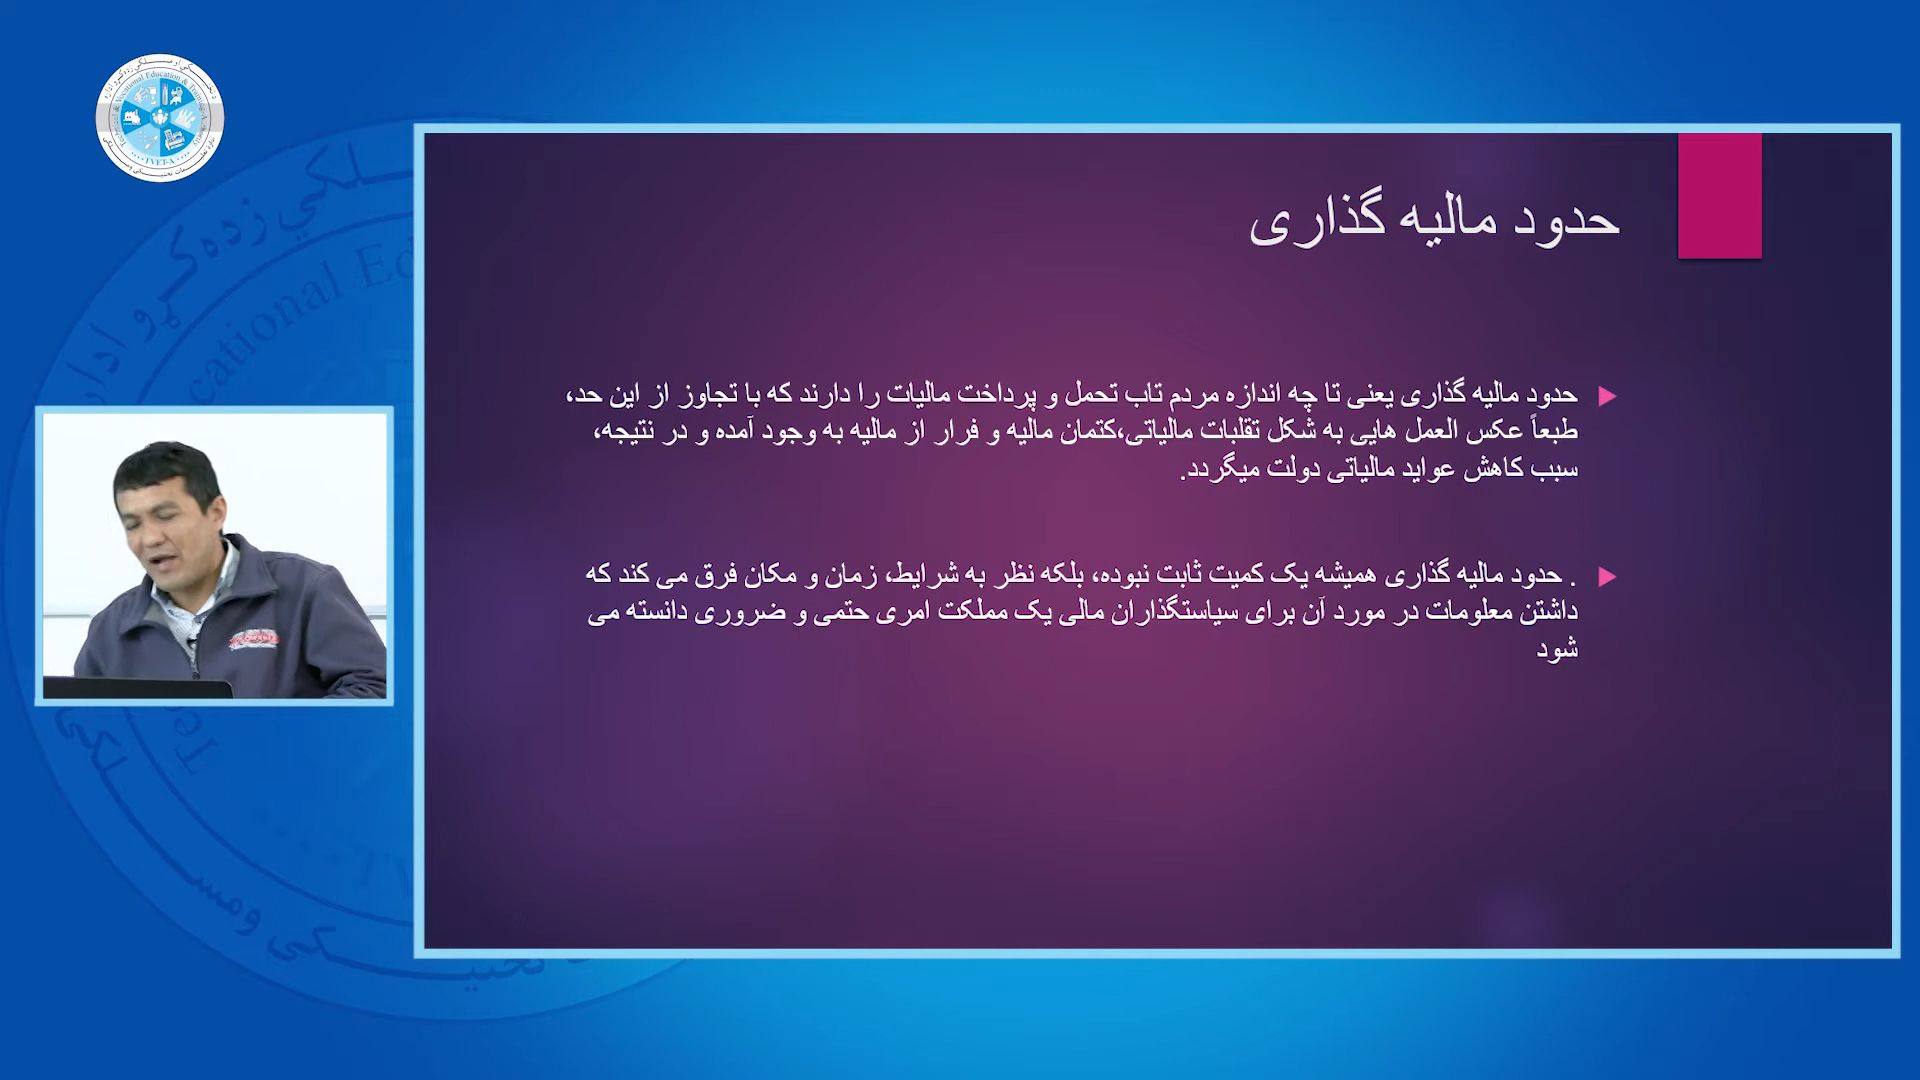 حدود مالیه گذاری
حدود مالیه گذاری یعنی تا چه اندازه مردم تاب تحمل و پرداخت مالیات را دارند که با تجاوز از این حد،
طبعاً عکس العمل هایی به شکل تقلبات مالیاتی،کتمان مالیه و فرار از مالیه به وجود آمده و در نتیجه،
سبب کاهش عواید مالیاتی دولت میگردد.
. حدود مالیه گذاری همیشه یک کمیت ثابت نبوده، بلکه نظر به شرایط، زمان و مکان فرق می کند که
داشتن معلومات در مورد آن برای سیاستگذاران مالی یک مملکت امری حتمی و ضروری دانسته می
شود
TVET-A